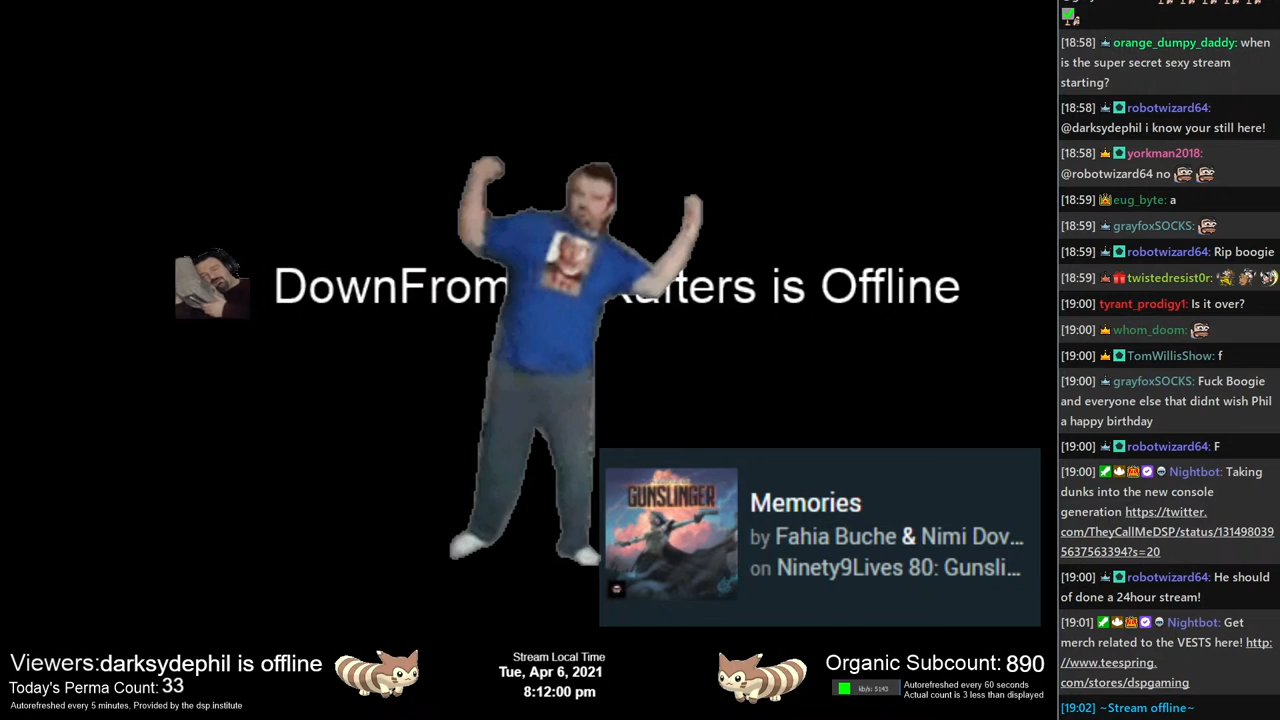 DownFrom Rafters is Offline
GUNSLINGER
Memories
by Fahia Buche & Nimi Dov...
on Ninety9Lives 80: Gunsli...
Viewers:darksydephil is offline
Today's Perma Count: 33
Autorefreshed every 5 minutes, Provided by the dsp institute
Stream Local Time
Tue, Apr 6, 2021
8:12:00 pm
Organic Subcount: 890
kb/s: 5143
Autorefreshed every 60 seconds
Actual count is 3 less than displayed
[18:58] orange_dumpy_daddy: when
is the super secret sexy stream
starting?
[18:58] robotwizard64:
@darksydephil i know your still here!
[18:58] yorkman2018:
@robotwizard64 no
[18:59] eug_byte: a
[18:59] grayfoxSOCKS:
[18:59] robotwizard64: Rip boogie
[18:59] twistedresist0r:
[19:00] tyrant_prodigy1: Is it over?
[19:00] whom_doom:
[19:00] TomWillisShow: f
[19:00] grayfoxSOCKS: Fuck Boogie
and everyone else that didnt wish Phil
a happy birthday
[19:00] robotwizard64: F
[19:00] Nightbot: Taking
dunks into the new console
generation https://twitter.
com/TheyCallMeDSP/status/131498039
5637563394?s=20
[19:00] robotwizard64: He should
of done a 24hour stream!
[19:01] Nightbot: Get
merch related to the VESTS here! http:
//www.teespring.
com/stores/dspgaming
[19:02] ~Stream offline~